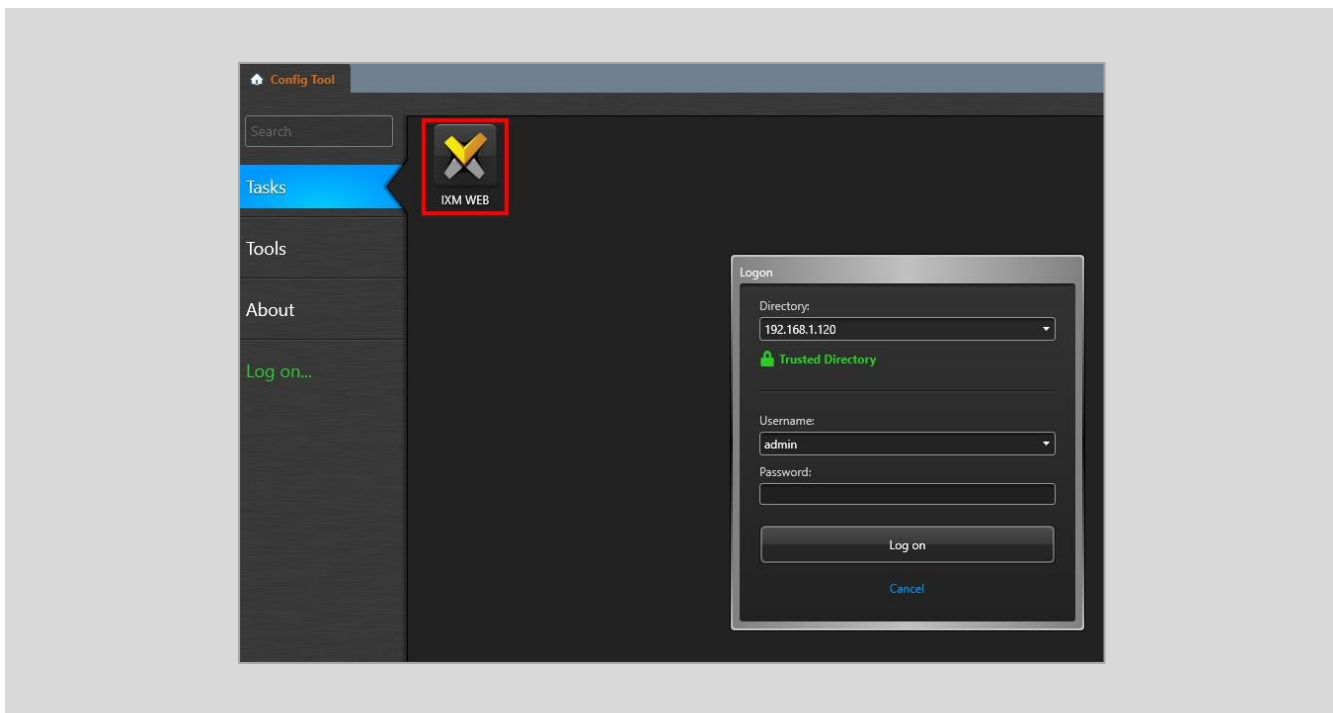 Config Tool
Search
Tasks
Tools
About
Log on...
IXM WEB
Logon
Directory:
192.168.1.120
Trusted Directory
Username:
admin
Password:
Log on
Cancel